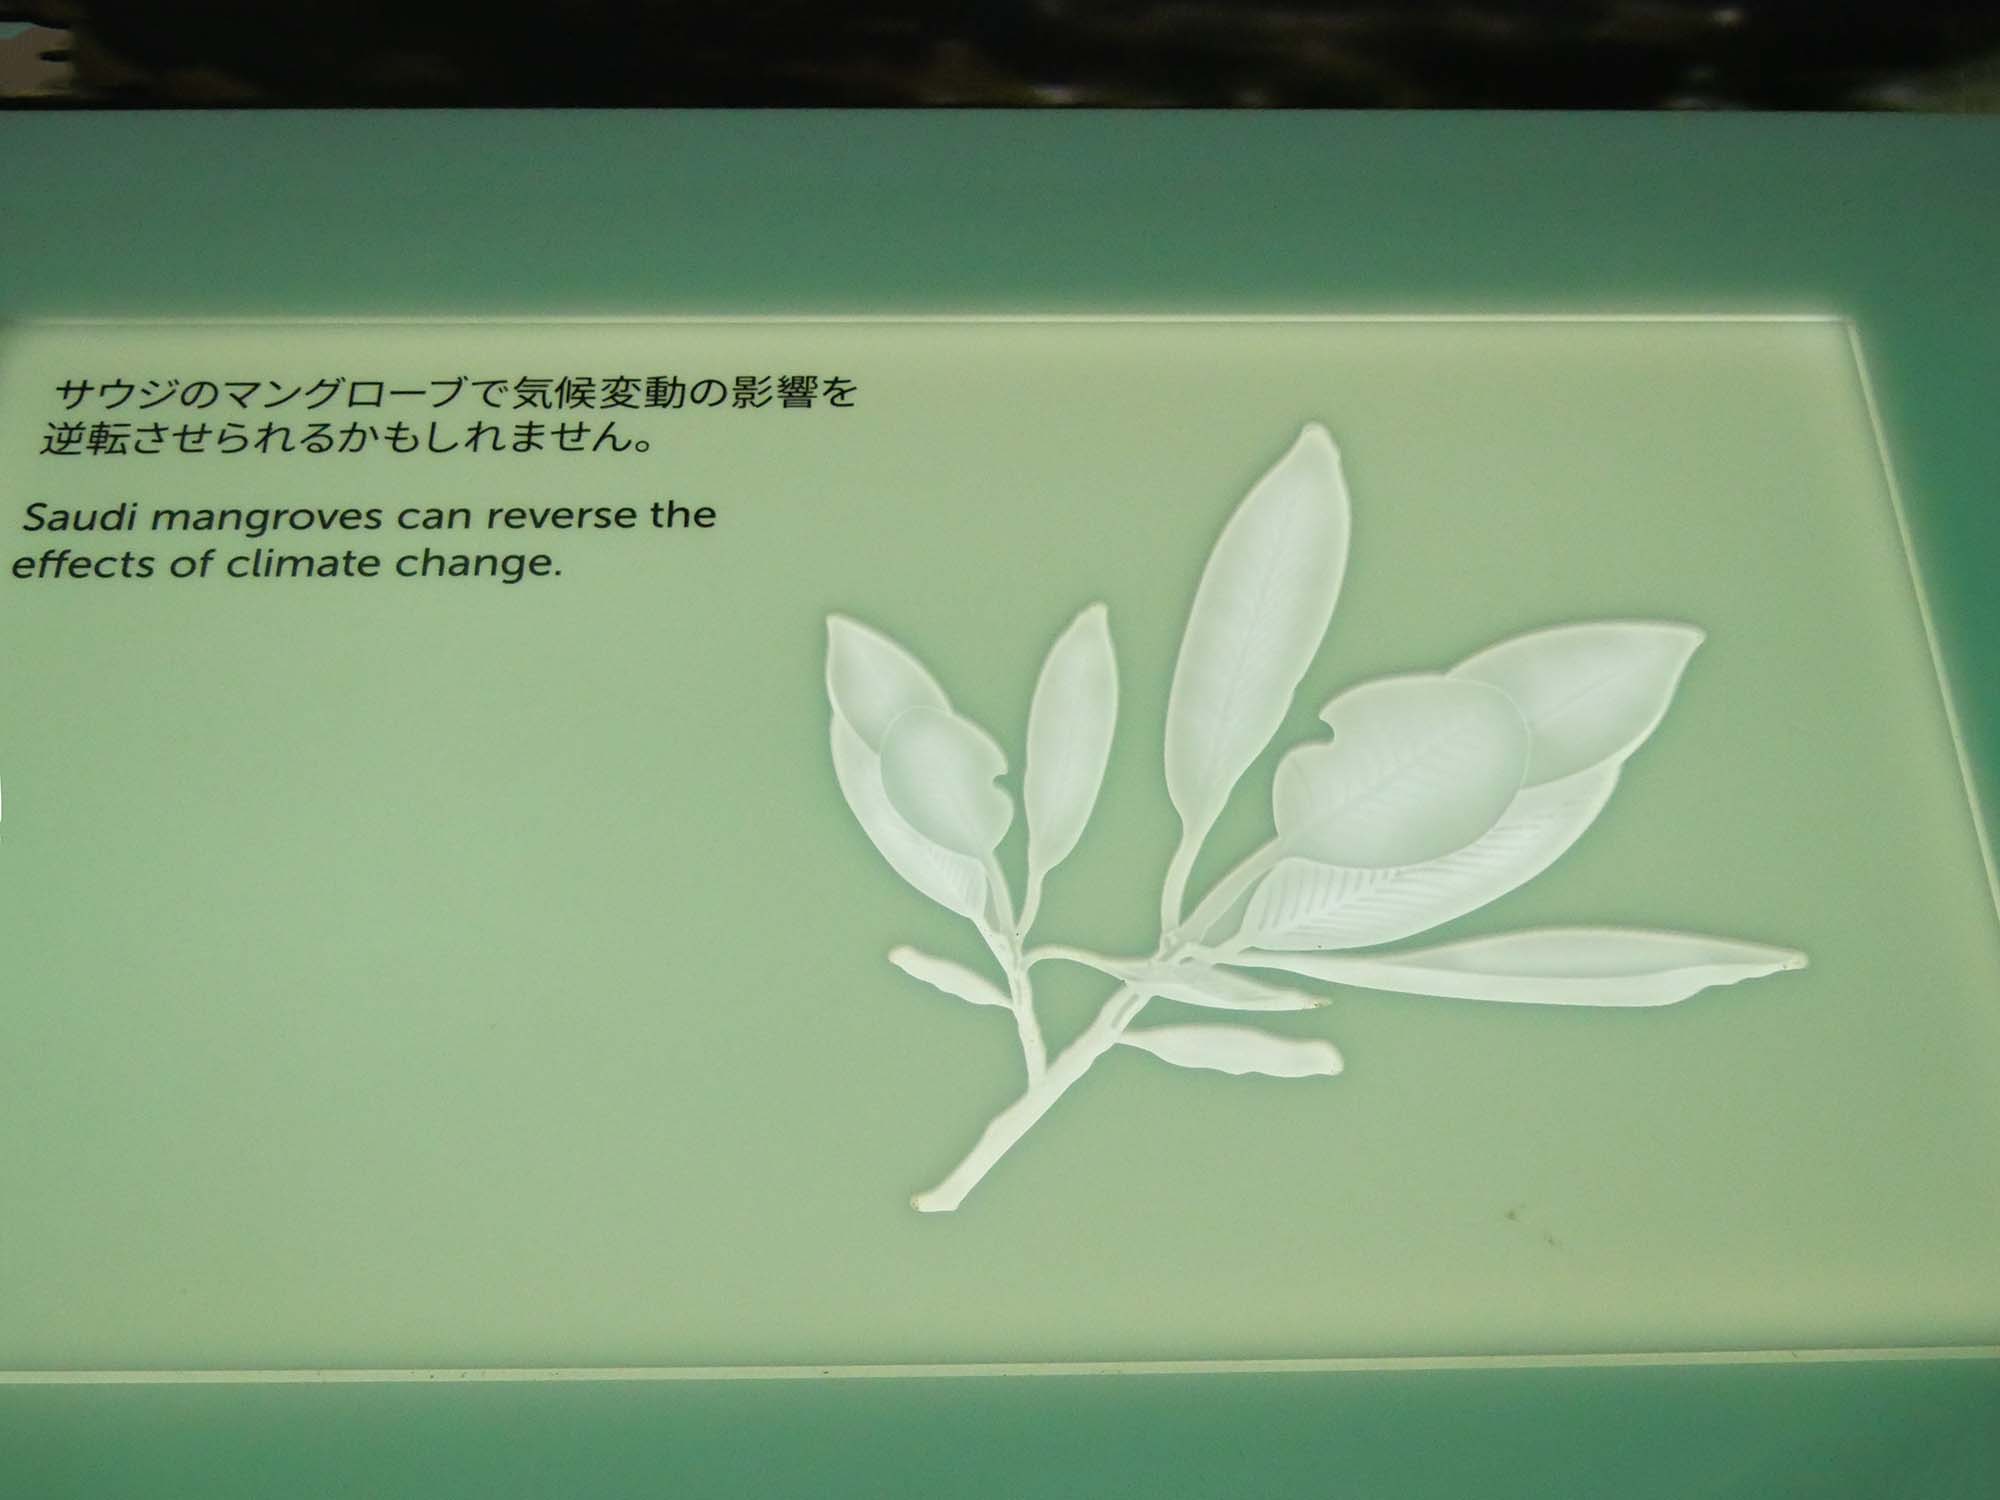 サウジのマングローブで気候変動の影響を
逆転させられるかもしれません。
Saudi mangroves can reverse the
effects of climate change.